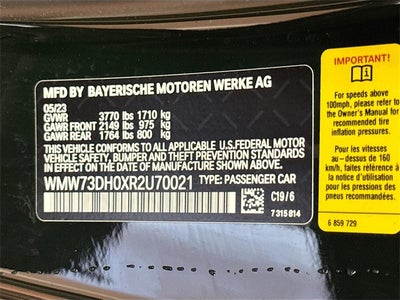 MFD BY BAYERISCHE MOTOREN WERKE AG
05/23
GVWR 3770 lbs 1710 kg
GAWR FRONT 2149 lbs 975 kg
GAWR REAR 1764 lbs 800 kg
THIS VEHICLE CONFORMS TO ALL APPLICABLE U.S.FEDERAL MOTOR
VEHICLE SAFETY, BUMPER AND THEFT PREVENTION STANDARDS
IN EFFECT ON THE DATE OF MANUFACTURE SHOWN ABOVE.
WMW73DH0XR2U70021 TYPE: PASSENGER CAR
C19/6
7 315 814
IMPORTANT!
For speeds above
100mph, please refer to
the Owner's Manual for
recommended tire
inflation pressures.
Pour les vitesses
au-dessus de 160
km/h, faites référence à
la notice d'utilisation
pour les pressions des
pneus recommandées.
6 859 729